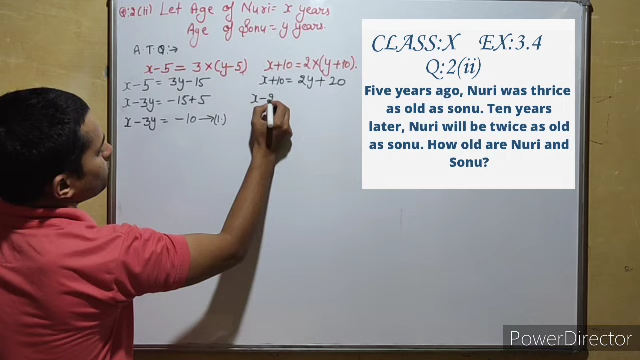 Q:2(ii) Let Age of Nuri = x years
Age of Sonu = y years.
A T Q :→
x-5 = 3×(y-5)
x-5 = 3y-15
x-3y = -15+5
x-3y = -10 →(1.)
x+10 = 2×(y+10).
x+10 = 2y+20
x-2
CLASS:X EX:3.4
Q:2(ii)
Five years ago, Nuri was thrice
as old as sonu. Ten years
later, Nuri will be twice as old
as sonu. How old are Nuri and
Sonu?
PowerDirector